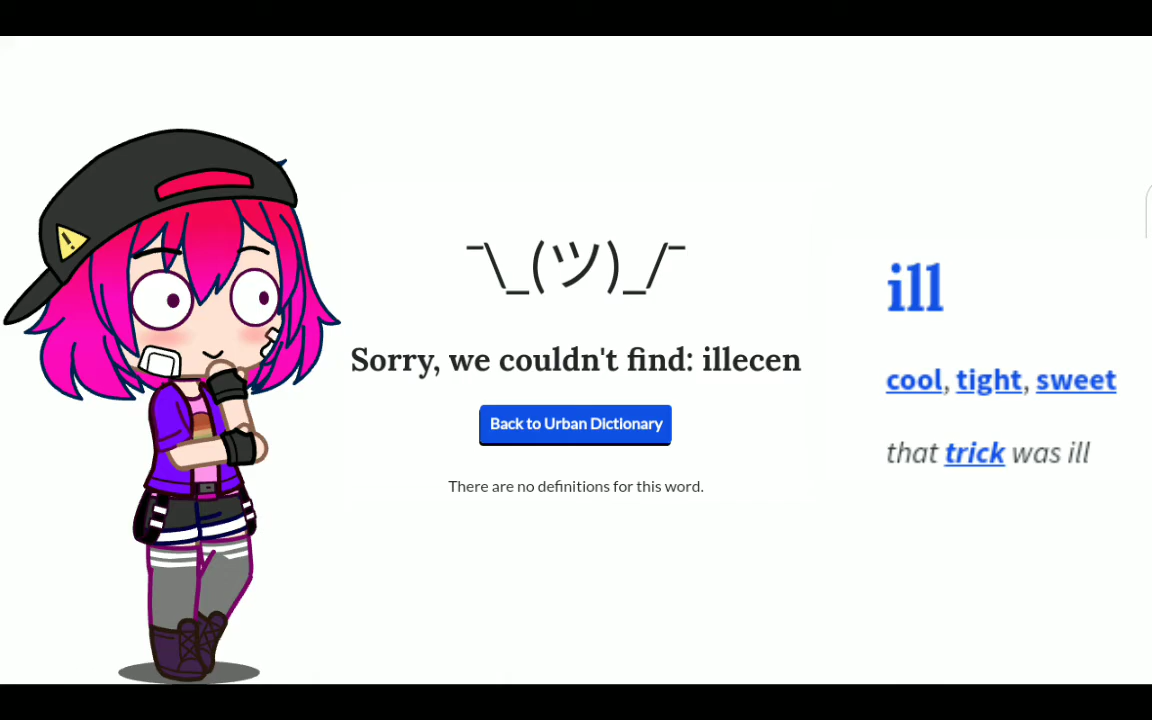 ¯\_(ツ)_/¯
Sorry, we couldn't find: illecen
Back to Urban Dictionary
There are no definitions for this word.
ill
cool, tight, sweet
that trick was ill